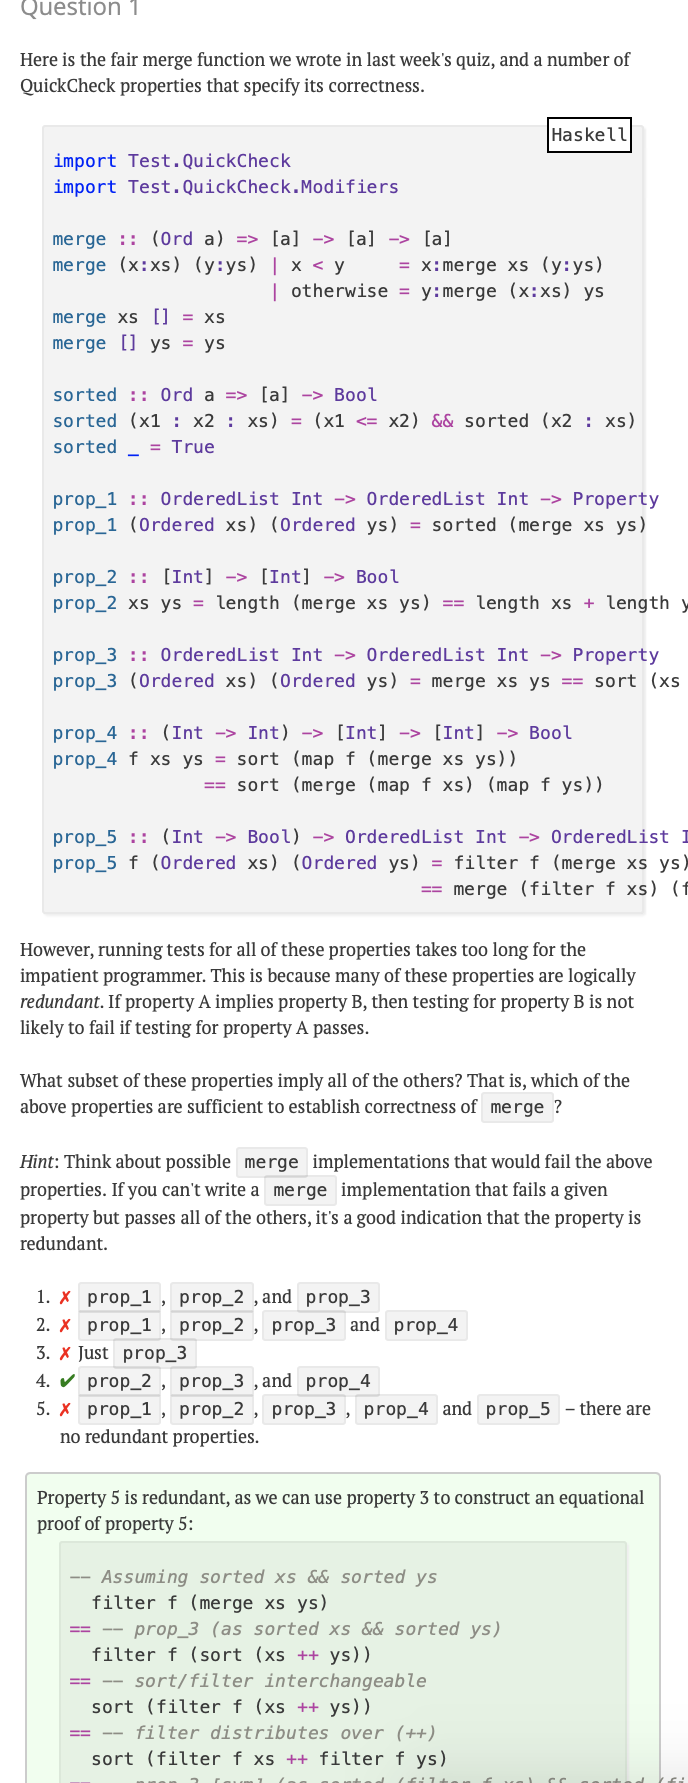 Question 1
Here is the fair merge function we wrote in last week's quiz, and a number of
QuickCheck properties that specify its correctness.
Haskell
import Test.QuickCheck
import Test.QuickCheck.Modifiers
merge :: (Ord a) => [a] -> [a] -> [a]
merge (x:xs) (y:ys) | x < y     = x:merge xs (y:ys)
                    | otherwise = y:merge (x:xs) ys
merge xs [] = xs
merge [] ys = ys
sorted :: Ord a => [a] -> Bool
sorted (x1 : x2 : xs) = (x1 <= x2) && sorted (x2 : xs)
sorted _ = True
prop_1 :: OrderedList Int -> OrderedList Int -> Property
prop_1 (Ordered xs) (Ordered ys) = sorted (merge xs ys)
prop_2 :: [Int] -> [Int] -> Bool
prop_2 xs ys = length (merge xs ys) == length xs + length y
prop_3 :: OrderedList Int -> OrderedList Int -> Property
prop_3 (Ordered xs) (Ordered ys) = merge xs ys == sort (xs
prop_4 :: (Int -> Int) -> [Int] -> [Int] -> Bool
prop_4 f xs ys = sort (map f (merge xs ys))
              == sort (merge (map f xs) (map f ys))
prop_5 :: (Int -> Bool) -> OrderedList Int -> OrderedList I
prop_5 f (Ordered xs) (Ordered ys) = filter f (merge xs ys)
                                  == merge (filter f xs) (f
However, running tests for all of these properties takes too long for the
impatient programmer. This is because many of these properties are logically
redundant. If property A implies property B, then testing for property B is not
likely to fail if testing for property A passes.
What subset of these properties imply all of the others? That is, which of the
above properties are sufficient to establish correctness of merge ?
Hint: Think about possible merge implementations that would fail the above
properties. If you can't write a merge implementation that fails a given
property but passes all of the others, it's a good indication that the property is
redundant.
1. ✗ prop_1 , prop_2 , and prop_3
2. ✗ prop_1 , prop_2 , prop_3 and prop_4
3. ✗ Just prop_3
4. ✔ prop_2 , prop_3 , and prop_4
5. ✗ prop_1 , prop_2 , prop_3 , prop_4 and prop_5 – there are
no redundant properties.
Property 5 is redundant, as we can use property 3 to construct an equational
proof of property 5:
-- Assuming sorted xs && sorted ys
  filter f (merge xs ys)
== -- prop_3 (as sorted xs && sorted ys)
  filter f (sort (xs ++ ys))
== -- sort/filter interchangeable
  sort (filter f (xs ++ ys))
== -- filter distributes over (++)
  sort (filter f xs ++ filter f ys)